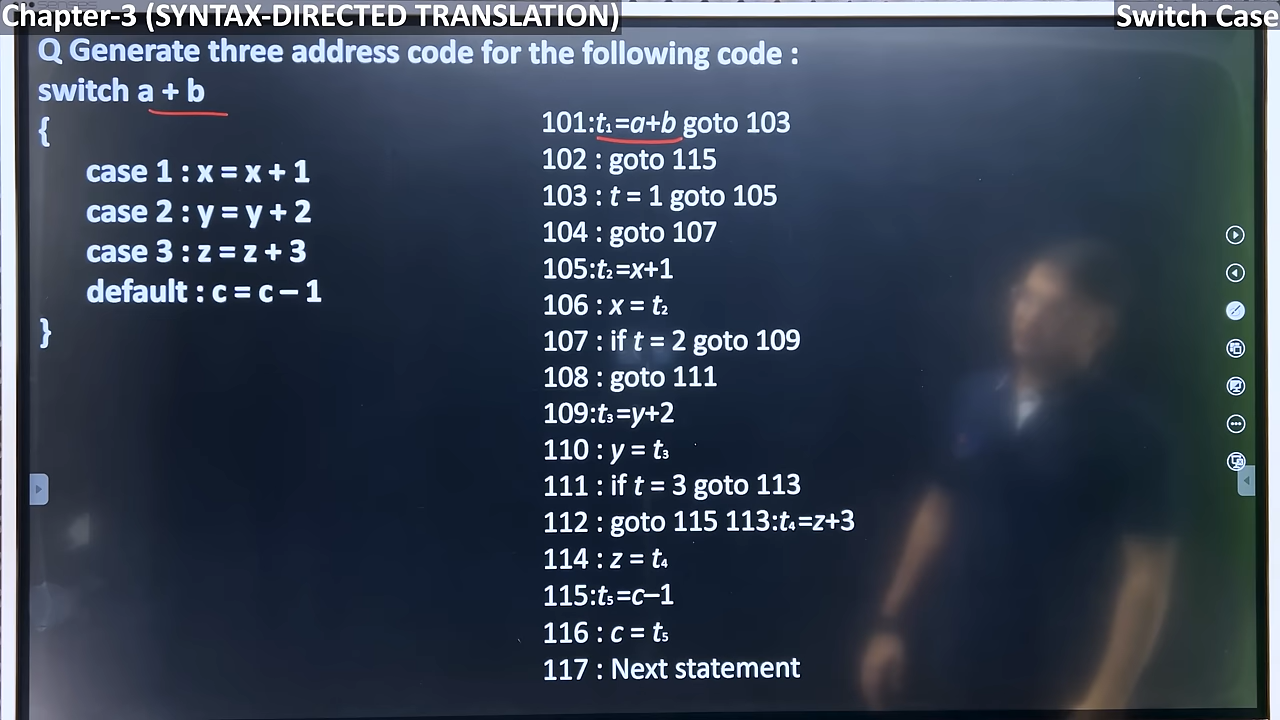 Chapter-3 (SYNTAX-DIRECTED TRANSLATION)
Switch Case
Q Generate three address code for the following code :
switch a + b
{
case 1 : x = x + 1
case 2 : y = y + 2
case 3 : z = z + 3
default : c = c – 1
}
101:t₁=a+b goto 103
102 : goto 115
103 : t = 1 goto 105
104 : goto 107
105:t₂=x+1
106 : x = t₂
107 : if t = 2 goto 109
108 : goto 111
109:t₃=y+2
110 : y = t₃
111 : if t = 3 goto 113
112 : goto 115 113:t₄=z+3
114 : z = t₄
115:t₅=c–1
116 : c = t₅
117 : Next statement